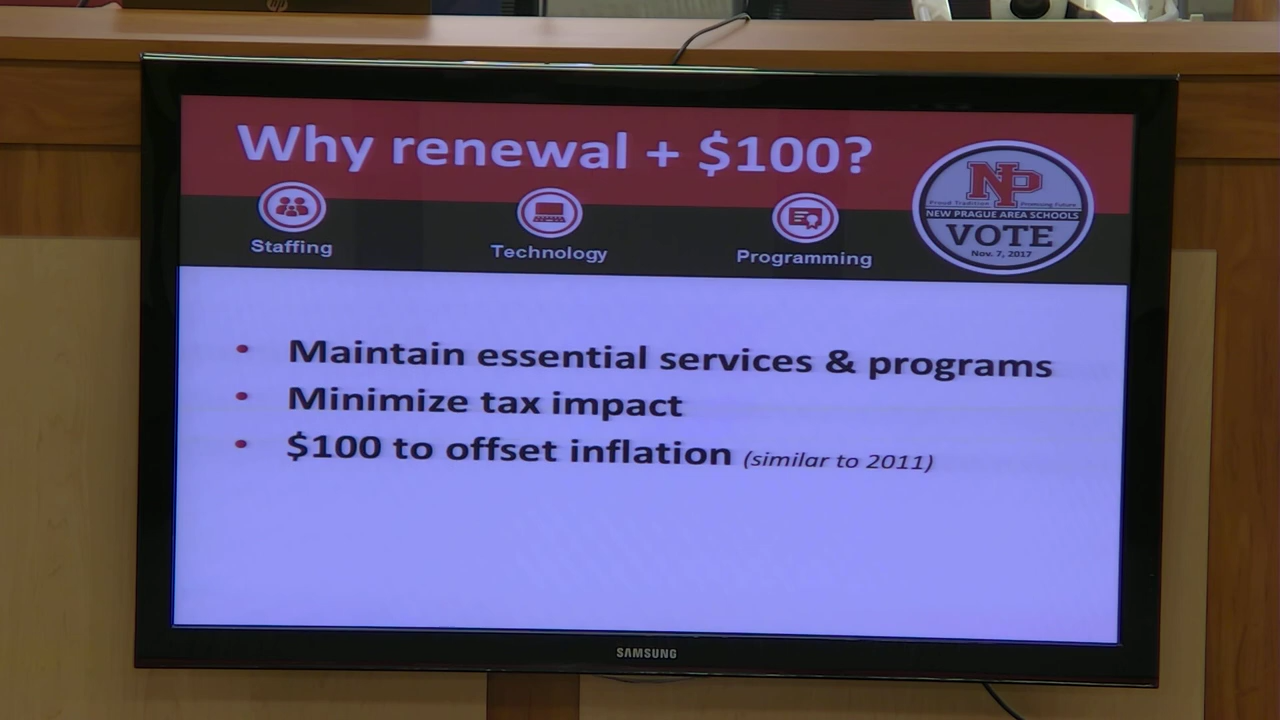 hp
Why renewal + $100?
Staffing
Technology
Programming
NP
Proud Tradition Promising Future
NEW PRAGUE AREA SCHOOLS
VOTE
Nov. 7, 2017
• Maintain essential services & programs
• Minimize tax impact
• $100 to offset inflation (similar to 2011)
SAMSUNG